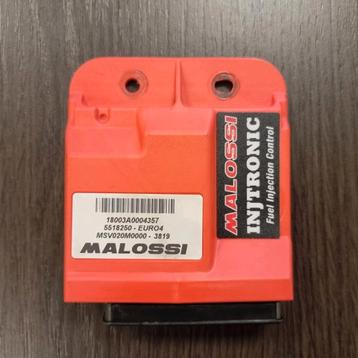 18003A0004357
5518250 - EURO4
MSV020M0000 - 3819
MALOSSI
MALOSSI
INJTRONIC
Fuel Injection Control